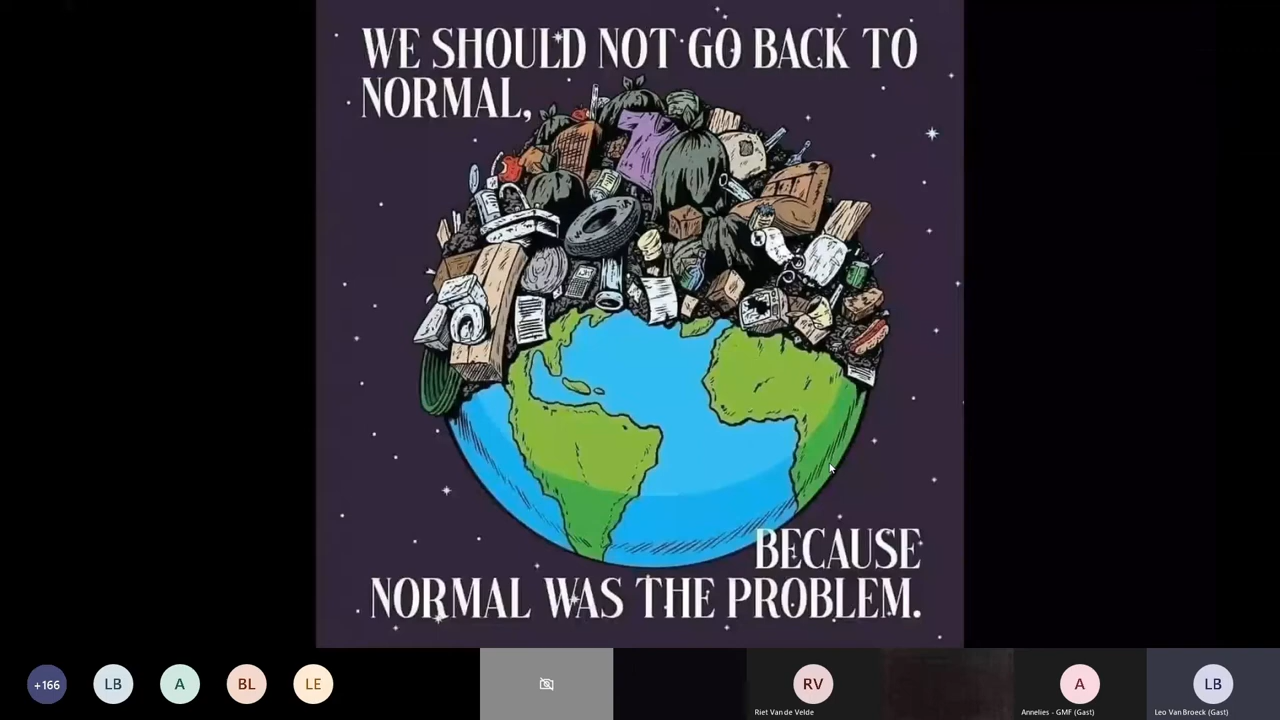 WE SHOULD NOT GO BACK TO
NORMAL,
BECAUSE
NORMAL WAS THE PROBLEM.
+166
LB
A
BL
LE
RV
A
LB
Riet Van de Velde
Annelies - GMF (Gast)
Leo Van Broeck (Gast)